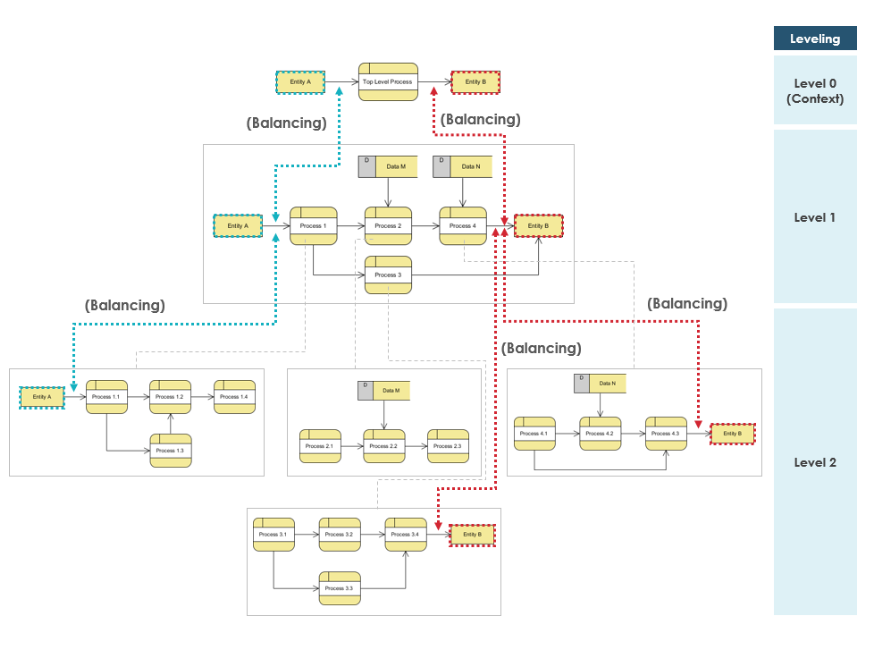 Leveling
Entity A
Top Level Process
Entity B
Level 0
(Context)
(Balancing)
(Balancing)
D
Data M
D
Data N
Entity A
Process 1
Process 2
Process 4
Entity B
Level 1
Process 3
(Balancing)
(Balancing)
(Balancing)
Entity A
Process 1.1
Process 1.2
Process 1.4
Process 1.3
D
Data M
Process 2.1
Process 2.2
Process 2.3
D
Data N
Process 4.1
Process 4.2
Process 4.3
Entity B
Level 2
Process 3.1
Process 3.2
Process 3.4
Entity B
Process 3.3